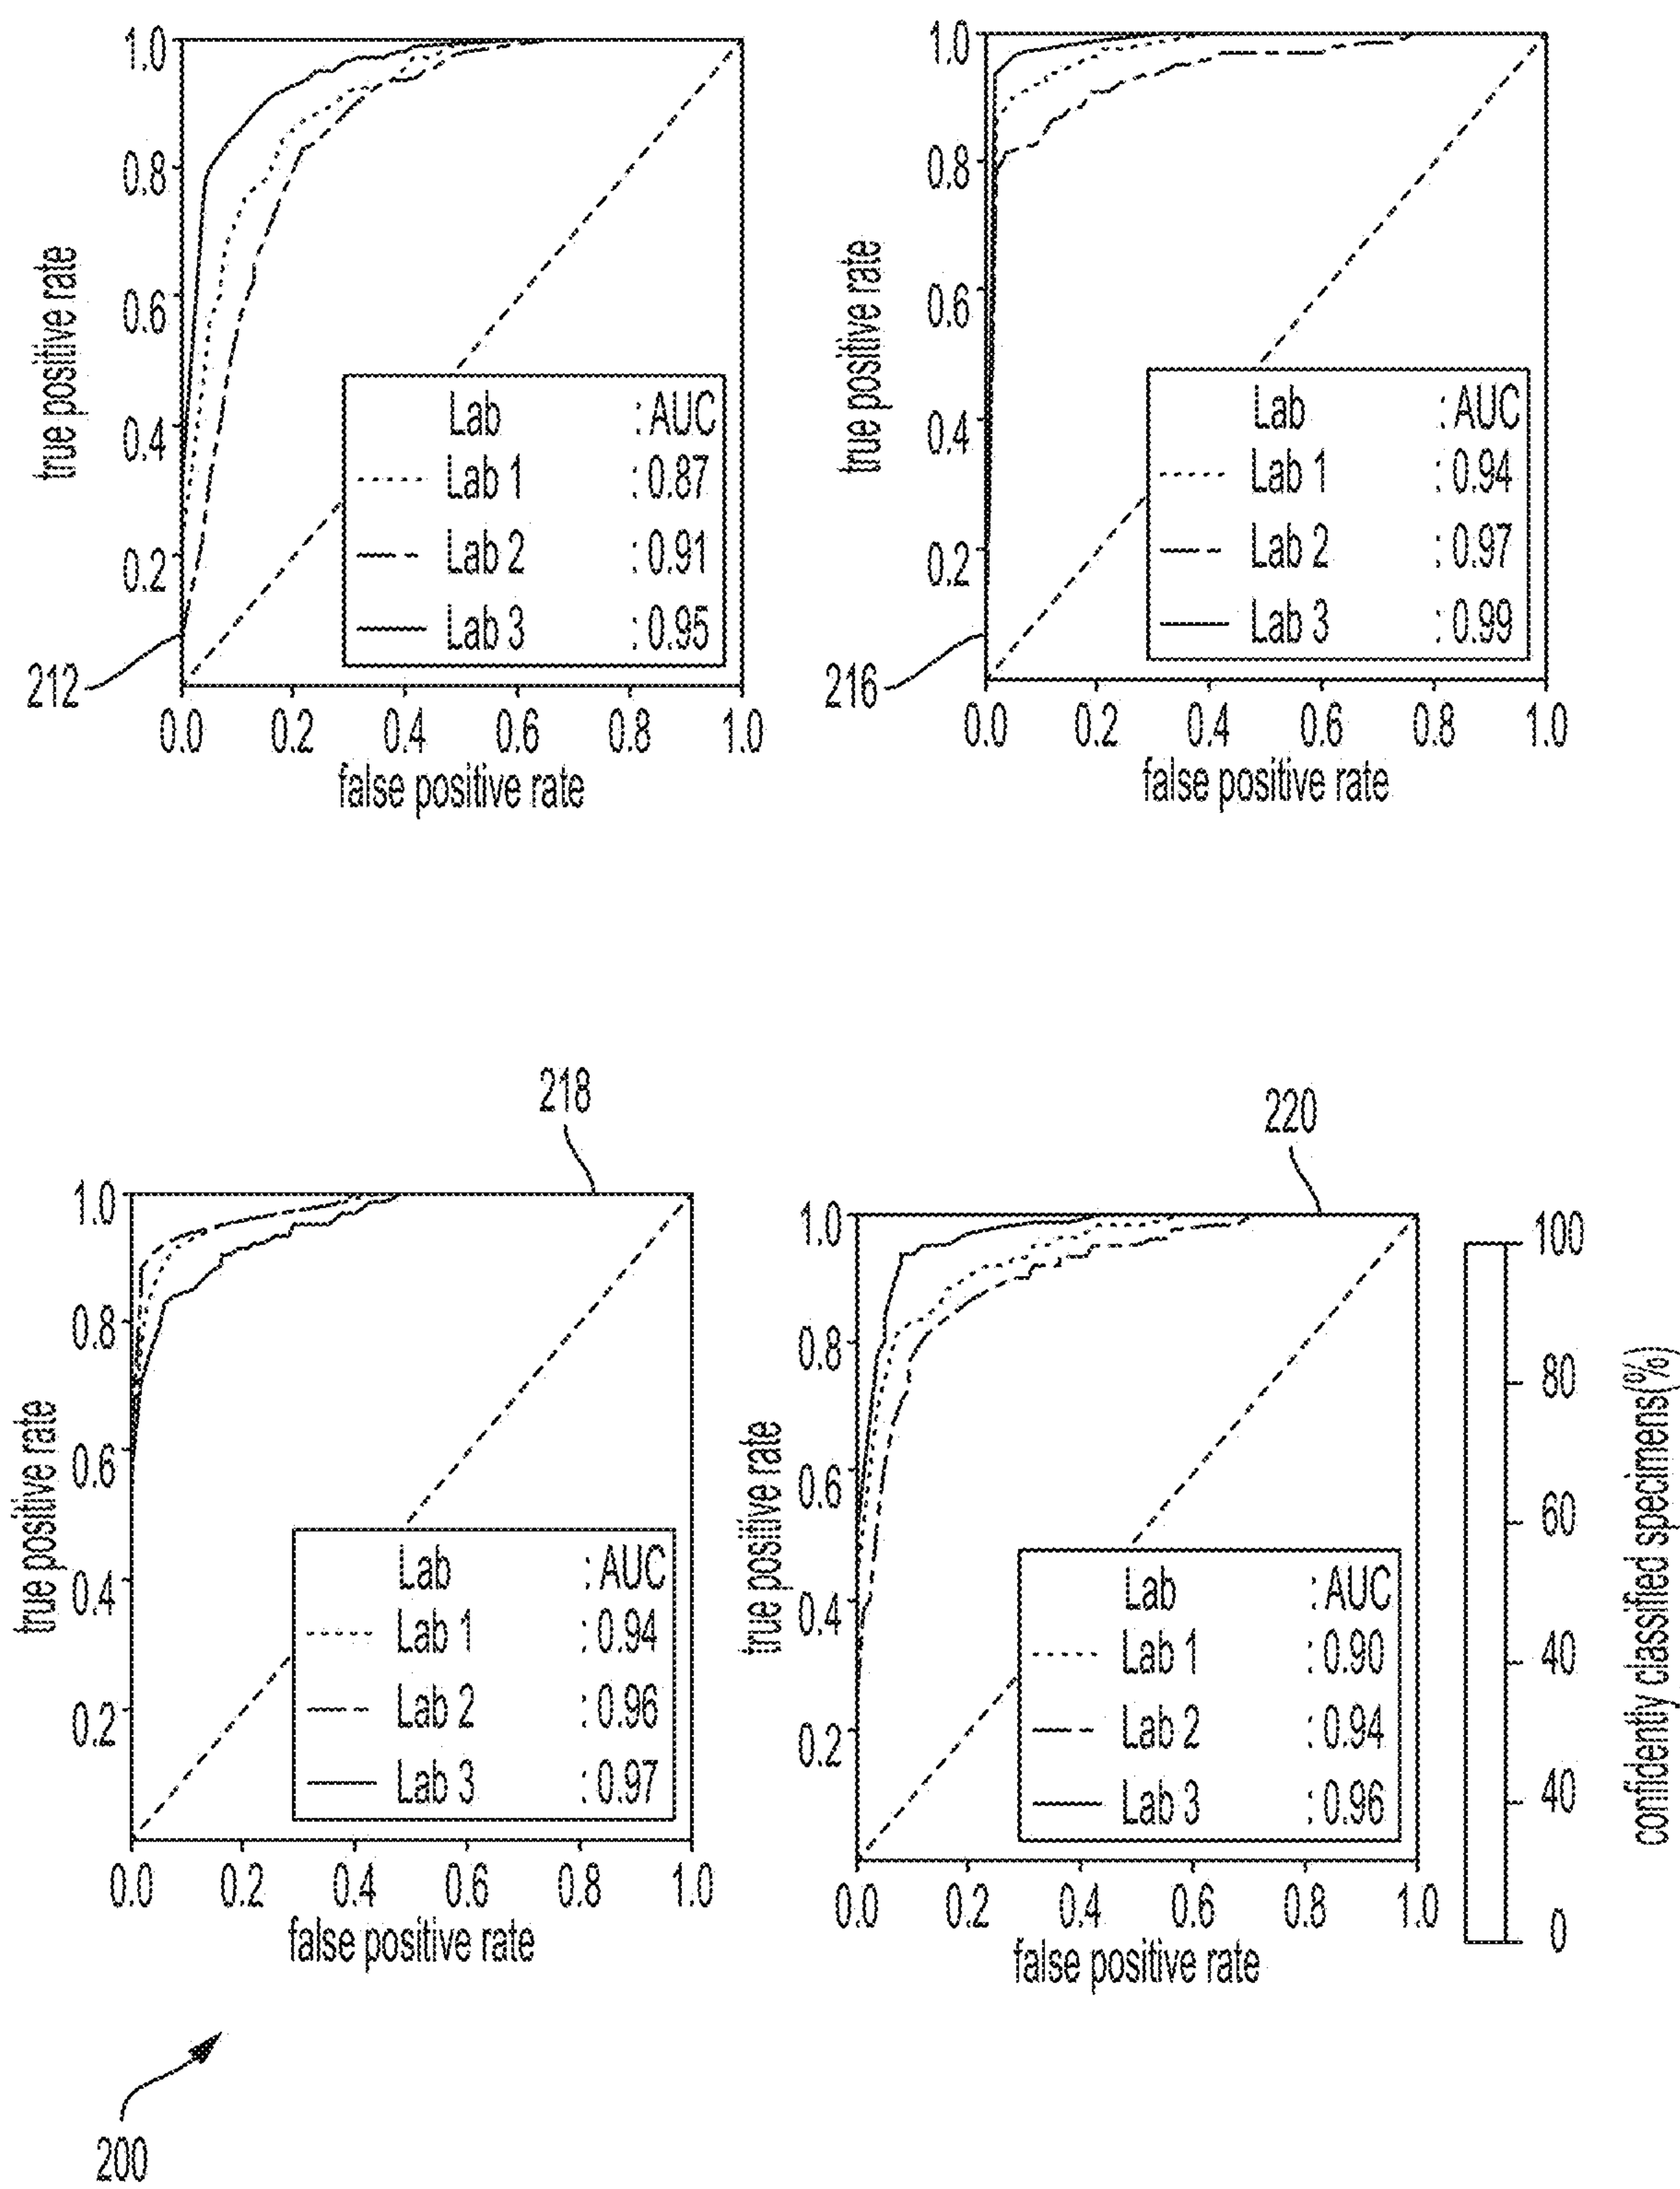 1.0
0.8
0.6
0.4
0.2
true positive rate
Lab : AUC
Lab 1 : 0.87
Lab 2 : 0.91
Lab 3 : 0.95
212
0.0 0.2 0.4 0.6 0.8 1.0
false positive rate
1.0
0.8
0.6
0.4
0.2
true positive rate
Lab : AUC
Lab 1 : 0.94
Lab 2 : 0.97
Lab 3 : 0.99
216
0.0 0.2 0.4 0.6 0.8 1.0
false positive rate
218
1.0
0.8
0.6
0.4
0.2
true positive rate
Lab : AUC
Lab 1 : 0.94
Lab 2 : 0.96
Lab 3 : 0.97
0.0 0.2 0.4 0.6 0.8 1.0
false positive rate
220
1.0
0.8
0.6
0.4
0.2
true positive rate
Lab : AUC
Lab 1 : 0.90
Lab 2 : 0.94
Lab 3 : 0.96
0.0 0.2 0.4 0.6 0.8 1.0
false positive rate
100
80
60
40
40
0
confidently classified specimens(%)
200